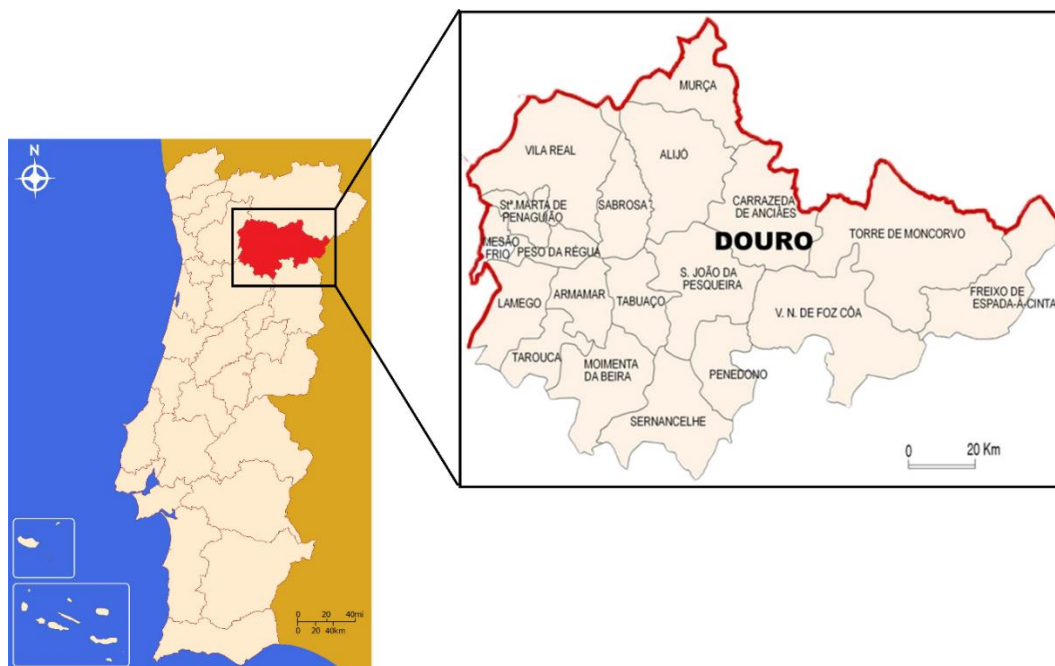 N
0 20 40mi
0 20 40km
MURÇA
VILA REAL
ALIJÓ
Stª MARTA DE
PENAGUIÃO
SABROSA
CARRAZEDA
DE ANCIÃES
MESÃO
FRIO
PESO DA RÉGUA
DOURO
TORRE DE MONCORVO
S. JOÃO DA
PESQUEIRA
LAMEGO
ARMAMAR
TABUAÇO
V. N. DE FOZ CÔA
FREIXO DE
ESPADA-À-CINTA
TAROUCA
MOIMENTA
DA BEIRA
PENEDONO
SERNANCELHE
0 20 Km